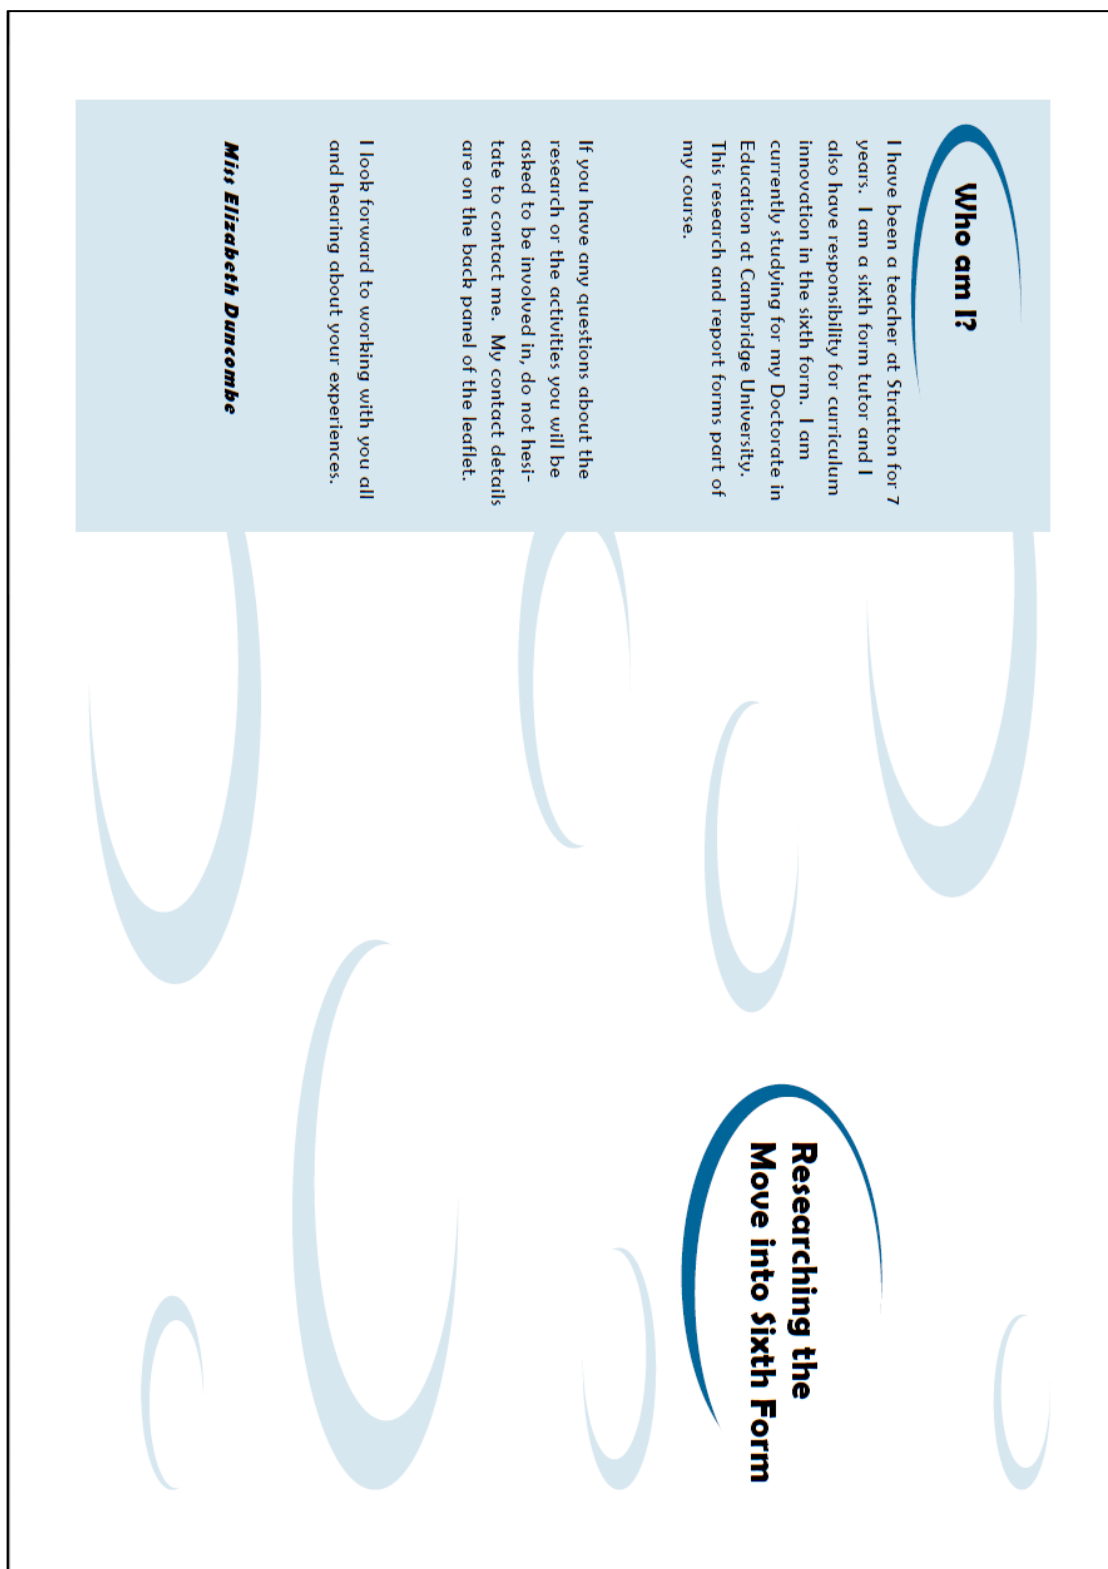 Who am I?
I have been a teacher at Stratton for 7
years.  I am a sixth form tutor and I
also have responsibility for curriculum
innovation in the sixth form.  I am
currently studying for my Doctorate in
Education at Cambridge University.
This research and report forms part of
my course.
If you have any questions about the
research or the activities you will be
asked to be involved in, do not hesi-
tate to contact me.  My contact details
are on the back panel of the leaflet.
I look forward to working with you all
and hearing about your experiences.
Miss Elizabeth Duncombe
Researching the
Move into Sixth Form